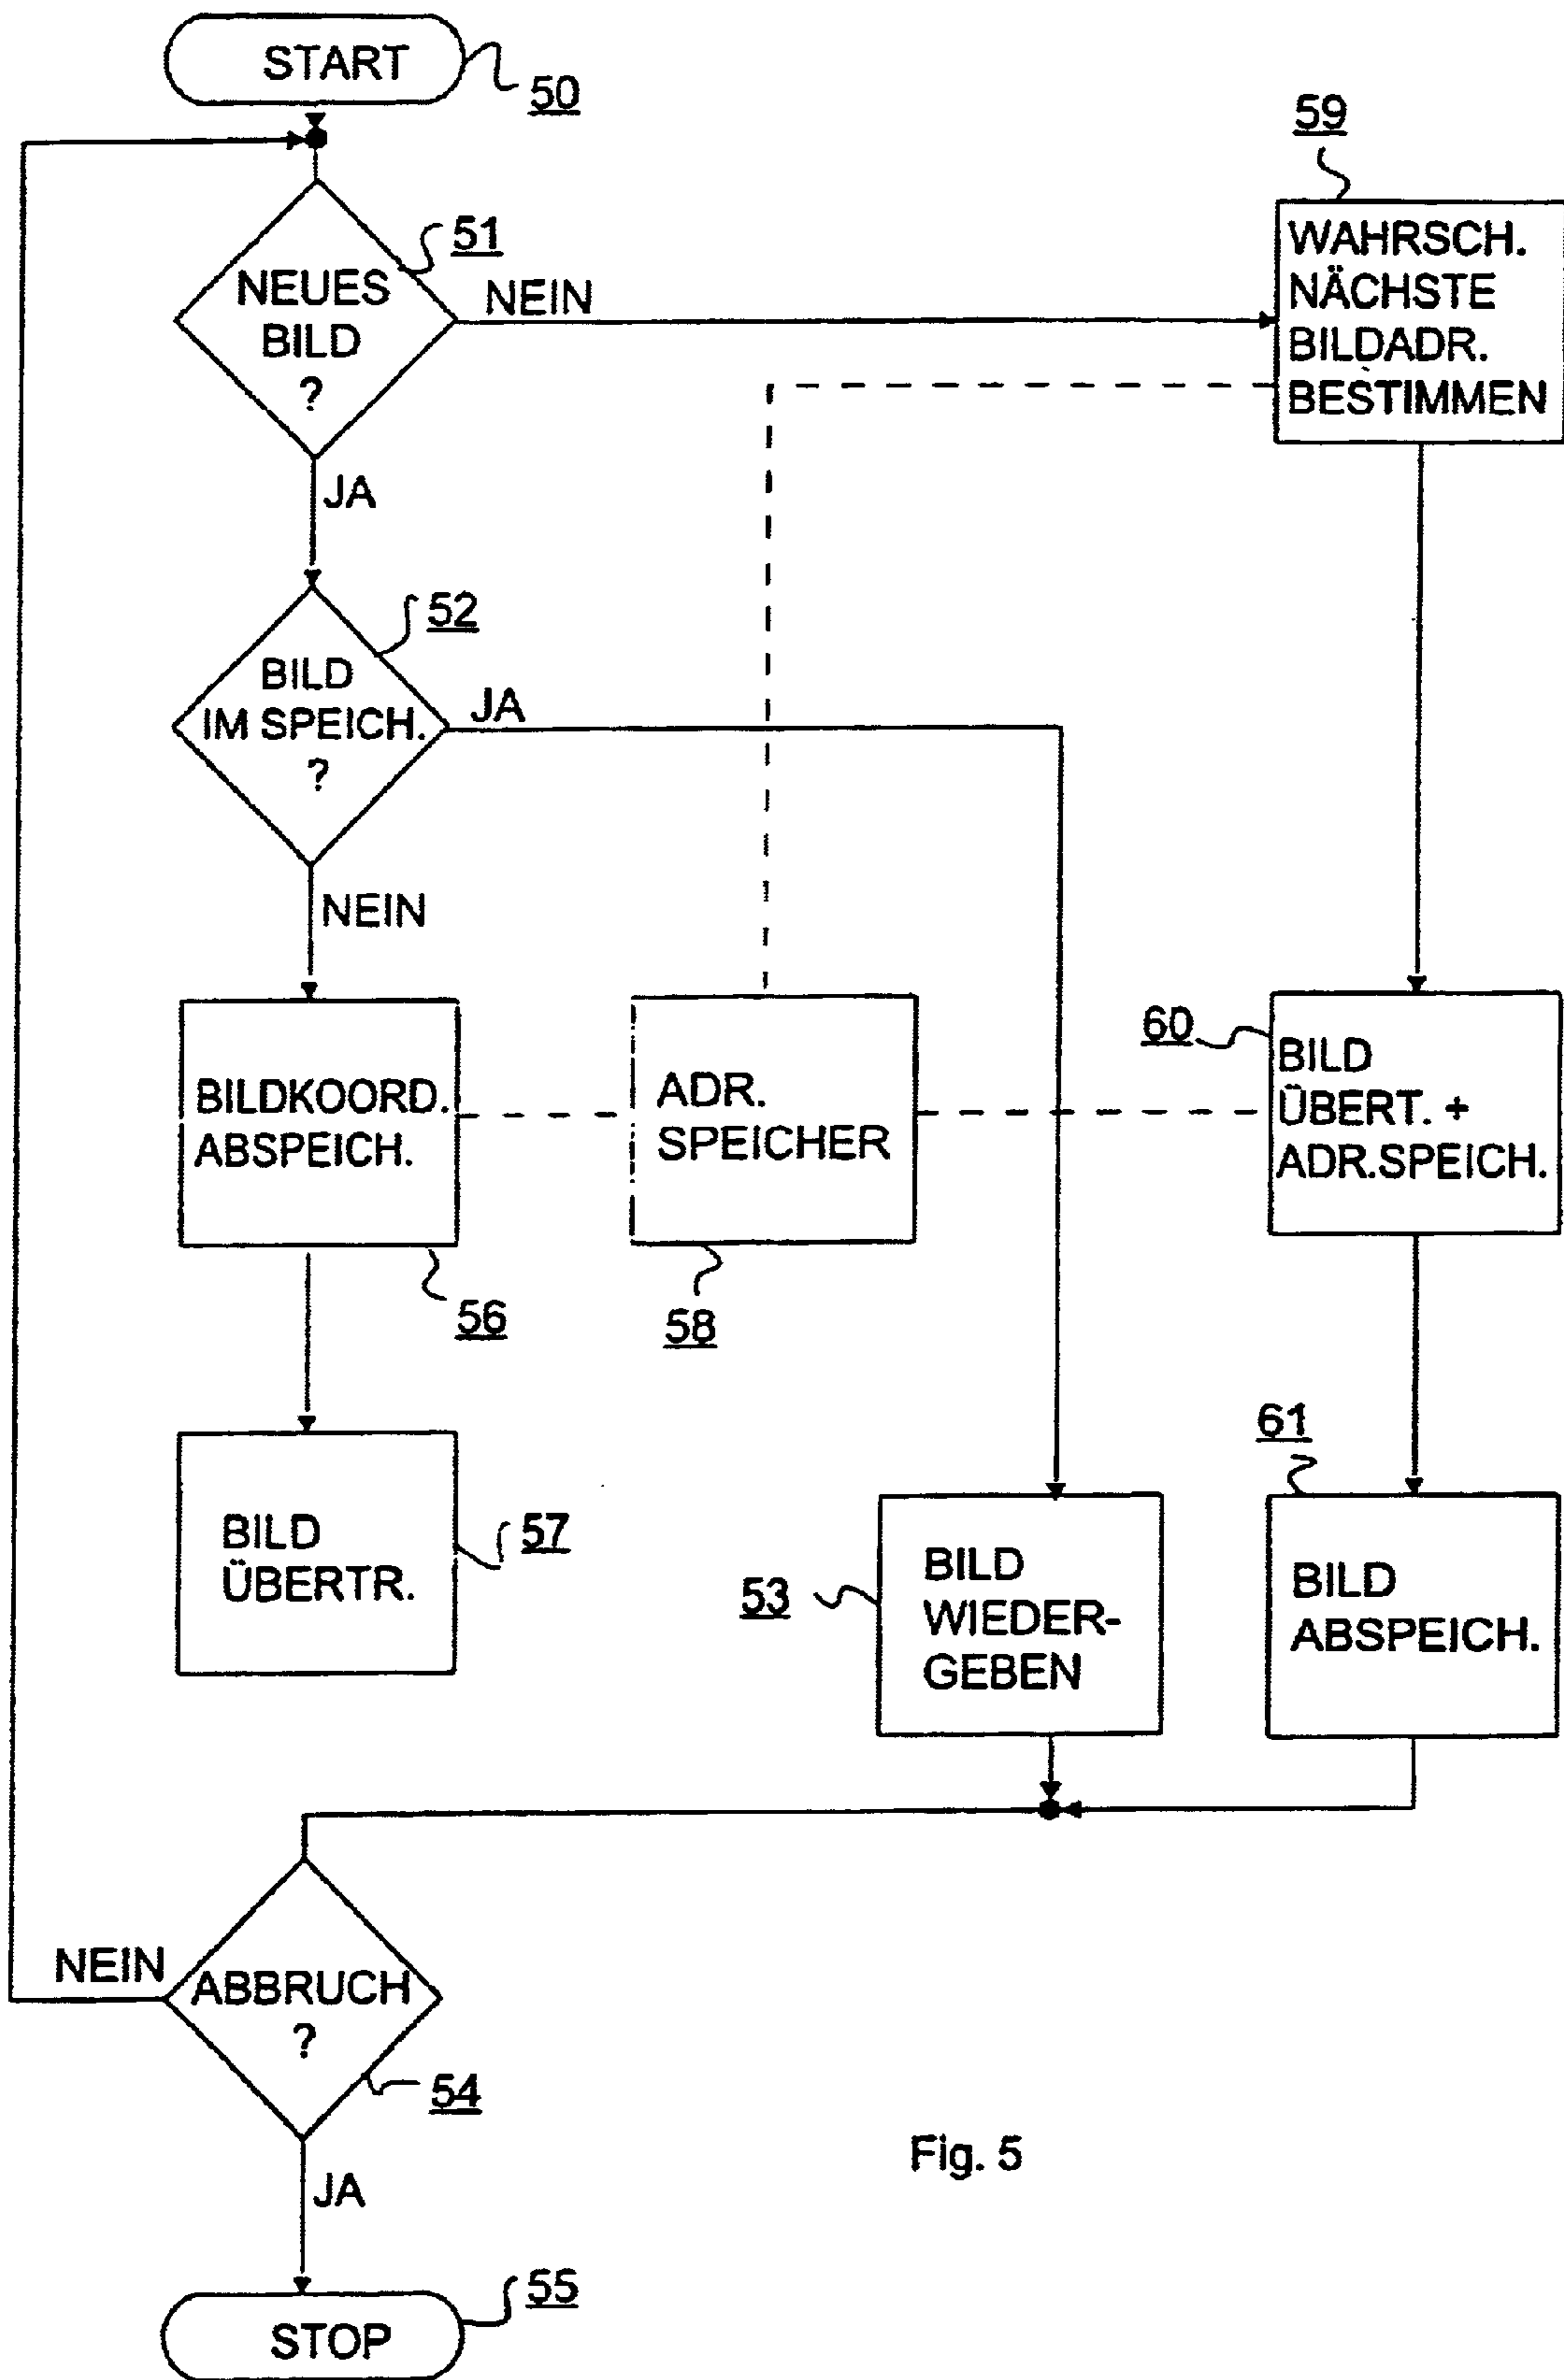 START
50
59
WAHRSCH.
NÄCHSTE
BILDADR.
BESTIMMEN
51
NEUES
BILD
?
NEIN
JA
52
BILD
IM SPEICH.
?
JA
NEIN
BILDKOORD.
ABSPEICH.
56
ADR.
SPEICHER
58
60
BILD
ÜBERT. +
ADR.SPEICH.
BILD
ÜBERTR.
57
53
BILD
WIEDER-
GEBEN
61
BILD
ABSPEICH.
NEIN
ABBRUCH
?
54
JA
Fig. 5
STOP
55